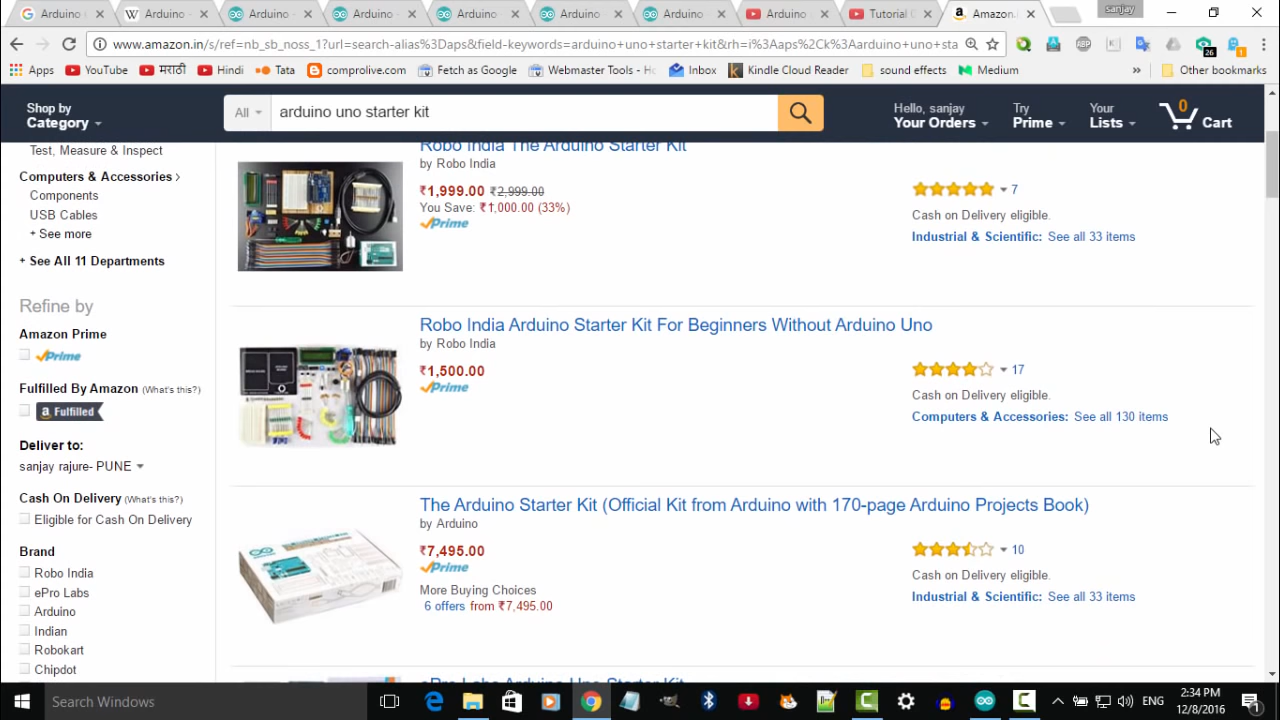 Arduino -
Arduino -
Arduino -
Arduino -
Arduino -
Arduino -
Arduino -
Arduino -
Tutorial
Amazon.
sanjay
www.amazon.in/s/ref=nb_sb_noss_1?url=search-alias%3Daps&field-keywords=arduino+uno+starter+kit&rh=i%3Aaps%2Ck%3Aarduino+uno+sta
ABP
26
1
Apps
YouTube
मराठी
Hindi
Tata
comprolive.com
Fetch as Google
Webmaster Tools - Ho
Inbox
Kindle Cloud Reader
sound effects
Medium
»
Other bookmarks
Shop by
Category
All
arduino uno starter kit
Hello, sanjay
Your Orders
Try
Prime
Your
Lists
0
Cart
Test, Measure & Inspect
Computers & Accessories ›
Components
USB Cables
+ See more
+ See All 11 Departments
Refine by
Amazon Prime
Prime
Fulfilled By Amazon (What's this?)
a Fulfilled
Deliver to:
sanjay rajure- PUNE
Cash On Delivery (What's this?)
Eligible for Cash On Delivery
Brand
Robo India
ePro Labs
Arduino
Indian
Robokart
Chipdot
Robo India The Arduino Starter Kit
by Robo India
₹1,999.00 ₹2,999.00
You Save: ₹1,000.00 (33%)
Prime
7
Cash on Delivery eligible.
Industrial & Scientific: See all 33 items
Robo India Arduino Starter Kit For Beginners Without Arduino Uno
by Robo India
₹1,500.00
Prime
17
Cash on Delivery eligible.
Computers & Accessories: See all 130 items
The Arduino Starter Kit (Official Kit from Arduino with 170-page Arduino Projects Book)
by Arduino
₹7,495.00
Prime
More Buying Choices
6 offers from ₹7,495.00
10
Cash on Delivery eligible.
Industrial & Scientific: See all 33 items
ePro Labs Arduino Uno Starter Kit
Search Windows
ENG
2:34 PM
12/8/2016
1